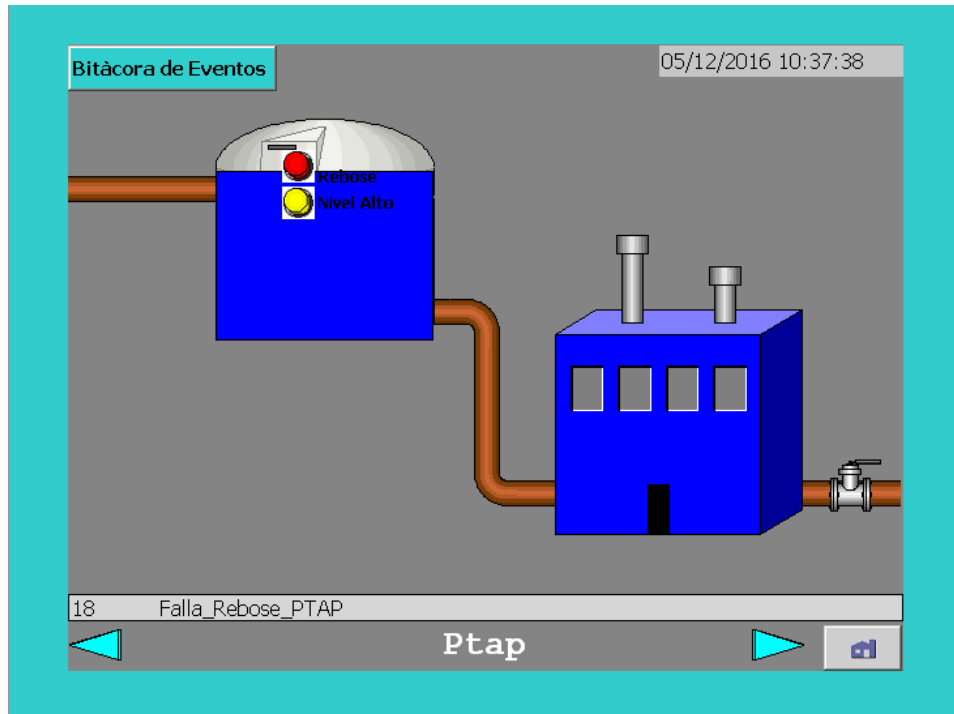 Bitàcora de Eventos
05/12/2016 10:37:38
Rebose
Nivel Alto
18 Falla_Rebose_PTAP
Ptap